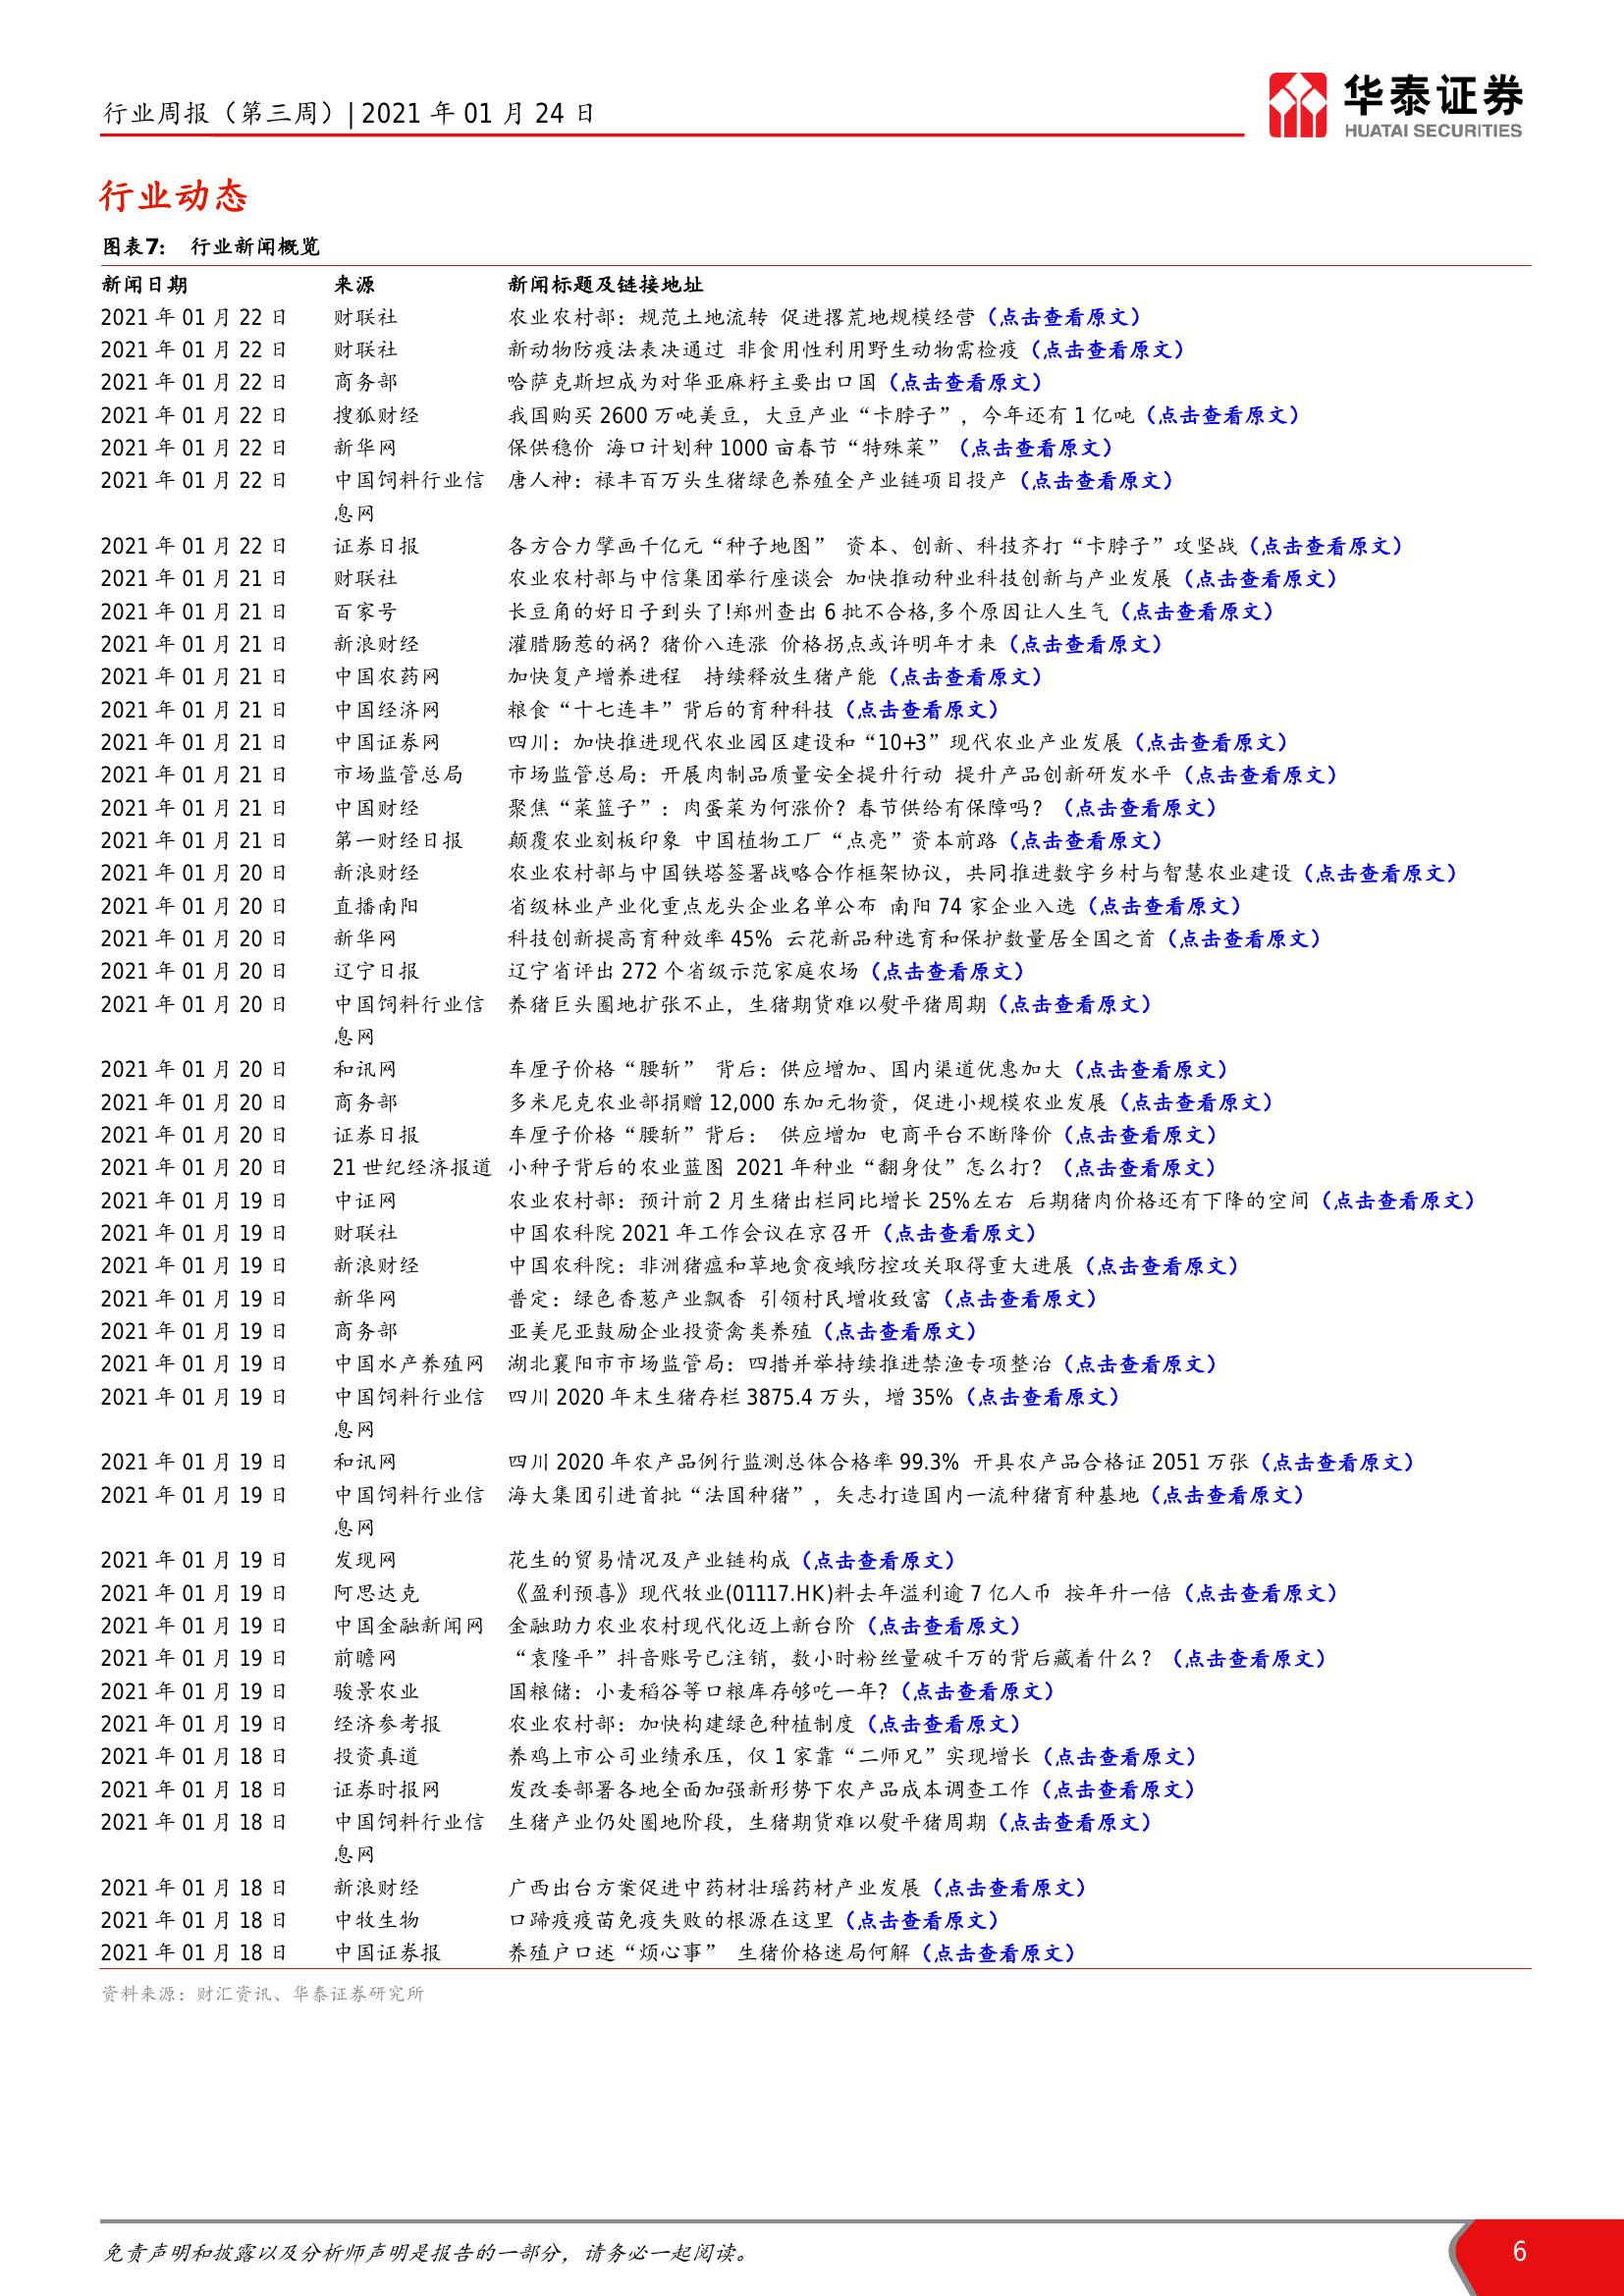 行业周报（第三周）| 2021 年 01 月 24 日
华泰证券
HUATAI SECURITIES
行业动态
图表7: 行业新闻概览
新闻日期 来源 新闻标题及链接地址
2021 年 01 月 22 日 财联社 农业农村部：规范土地流转 促进撂荒地规模经营（点击查看原文）
2021 年 01 月 22 日 财联社 新动物防疫法表决通过 非食用性利用野生动物需检疫（点击查看原文）
2021 年 01 月 22 日 商务部 哈萨克斯坦成为对华亚麻籽主要出口国（点击查看原文）
2021 年 01 月 22 日 搜狐财经 我国购买 2600 万吨美豆，大豆产业“卡脖子”，今年还有 1 亿吨（点击查看原文）
2021 年 01 月 22 日 新华网 保供稳价 海口计划种 1000 亩春节“特殊菜”（点击查看原文）
2021 年 01 月 22 日 中国饲料行业信 唐人神：禄丰百万头生猪绿色养殖全产业链项目投产（点击查看原文）
息网
2021 年 01 月 22 日 证券日报 各方合力擘画千亿元“种子地图” 资本、创新、科技齐打“卡脖子”攻坚战（点击查看原文）
2021 年 01 月 21 日 财联社 农业农村部与中信集团举行座谈会 加快推动种业科技创新与产业发展（点击查看原文）
2021 年 01 月 21 日 百家号 长豆角的好日子到头了!郑州查出 6 批不合格,多个原因让人生气（点击查看原文）
2021 年 01 月 21 日 新浪财经 灌腊肠惹的祸？猪价八连涨 价格拐点或许明年才来（点击查看原文）
2021 年 01 月 21 日 中国农药网 加快复产增养进程 持续释放生猪产能（点击查看原文）
2021 年 01 月 21 日 中国经济网 粮食“十七连丰”背后的育种科技（点击查看原文）
2021 年 01 月 21 日 中国证券网 四川：加快推进现代农业园区建设和“10+3”现代农业产业发展（点击查看原文）
2021 年 01 月 21 日 市场监管总局 市场监管总局：开展肉制品质量安全提升行动 提升产品创新研发水平（点击查看原文）
2021 年 01 月 21 日 中国财经 聚焦“菜篮子”：肉蛋菜为何涨价？春节供给有保障吗？（点击查看原文）
2021 年 01 月 21 日 第一财经日报 颠覆农业刻板印象 中国植物工厂“点亮”资本前路（点击查看原文）
2021 年 01 月 20 日 新浪财经 农业农村部与中国铁塔签署战略合作框架协议，共同推进数字乡村与智慧农业建设（点击查看原文）
2021 年 01 月 20 日 直播南阳 省级林业产业化重点龙头企业名单公布 南阳 74 家企业入选（点击查看原文）
2021 年 01 月 20 日 新华网 科技创新提高育种效率 45% 云花新品种选育和保护数量居全国之首（点击查看原文）
2021 年 01 月 20 日 辽宁日报 辽宁省评出 272 个省级示范家庭农场（点击查看原文）
2021 年 01 月 20 日 中国饲料行业信 养猪巨头圈地扩张不止，生猪期货难以熨平猪周期（点击查看原文）
息网
2021 年 01 月 20 日 和讯网 车厘子价格“腰斩” 背后：供应增加、国内渠道优惠加大（点击查看原文）
2021 年 01 月 20 日 商务部 多米尼克农业部捐赠 12,000 东加元物资，促进小规模农业发展（点击查看原文）
2021 年 01 月 20 日 证券日报 车厘子价格“腰斩”背后： 供应增加 电商平台不断降价（点击查看原文）
2021 年 01 月 20 日 21 世纪经济报道 小种子背后的农业蓝图 2021 年种业“翻身仗”怎么打？（点击查看原文）
2021 年 01 月 19 日 中证网 农业农村部：预计前 2 月生猪出栏同比增长 25%左右 后期猪肉价格还有下降的空间（点击查看原文）
2021 年 01 月 19 日 财联社 中国农科院 2021 年工作会议在京召开（点击查看原文）
2021 年 01 月 19 日 新浪财经 中国农科院：非洲猪瘟和草地贪夜蛾防控攻关取得重大进展（点击查看原文）
2021 年 01 月 19 日 新华网 普定：绿色香葱产业飘香 引领村民增收致富（点击查看原文）
2021 年 01 月 19 日 商务部 亚美尼亚鼓励企业投资禽类养殖（点击查看原文）
2021 年 01 月 19 日 中国水产养殖网 湖北襄阳市市场监管局：四措并举持续推进禁渔专项整治（点击查看原文）
2021 年 01 月 19 日 中国饲料行业信 四川 2020 年末生猪存栏 3875.4 万头，增 35%（点击查看原文）
息网
2021 年 01 月 19 日 和讯网 四川 2020 年农产品例行监测总体合格率 99.3% 开具农产品合格证 2051 万张（点击查看原文）
2021 年 01 月 19 日 中国饲料行业信 海大集团引进首批“法国种猪”，矢志打造国内一流种猪育种基地（点击查看原文）
息网
2021 年 01 月 19 日 发现网 花生的贸易情况及产业链构成（点击查看原文）
2021 年 01 月 19 日 阿思达克 《盈利预喜》现代牧业(01117.HK)料去年溢利逾 7 亿人币 按年升一倍（点击查看原文）
2021 年 01 月 19 日 中国金融新闻网 金融助力农业农村现代化迈上新台阶（点击查看原文）
2021 年 01 月 19 日 前瞻网 “袁隆平”抖音账号已注销，数小时粉丝量破千万的背后藏着什么？（点击查看原文）
2021 年 01 月 19 日 骏景农业 国粮储：小麦稻谷等口粮库存够吃一年?（点击查看原文）
2021 年 01 月 19 日 经济参考报 农业农村部：加快构建绿色种植制度（点击查看原文）
2021 年 01 月 18 日 投资真道 养鸡上市公司业绩承压，仅 1 家靠“二师兄”实现增长（点击查看原文）
2021 年 01 月 18 日 证券时报网 发改委部署各地全面加强新形势下农产品成本调查工作（点击查看原文）
2021 年 01 月 18 日 中国饲料行业信 生猪产业仍处圈地阶段，生猪期货难以熨平猪周期（点击查看原文）
息网
2021 年 01 月 18 日 新浪财经 广西出台方案促进中药材壮瑶药材产业发展（点击查看原文）
2021 年 01 月 18 日 中牧生物 口蹄疫疫苗免疫失败的根源在这里（点击查看原文）
2021 年 01 月 18 日 中国证券报 养殖户口述“烦心事” 生猪价格迷局何解（点击查看原文）
资料来源：财汇资讯、华泰证券研究所
免责声明和披露以及分析师声明是报告的一部分，请务必一起阅读。
6